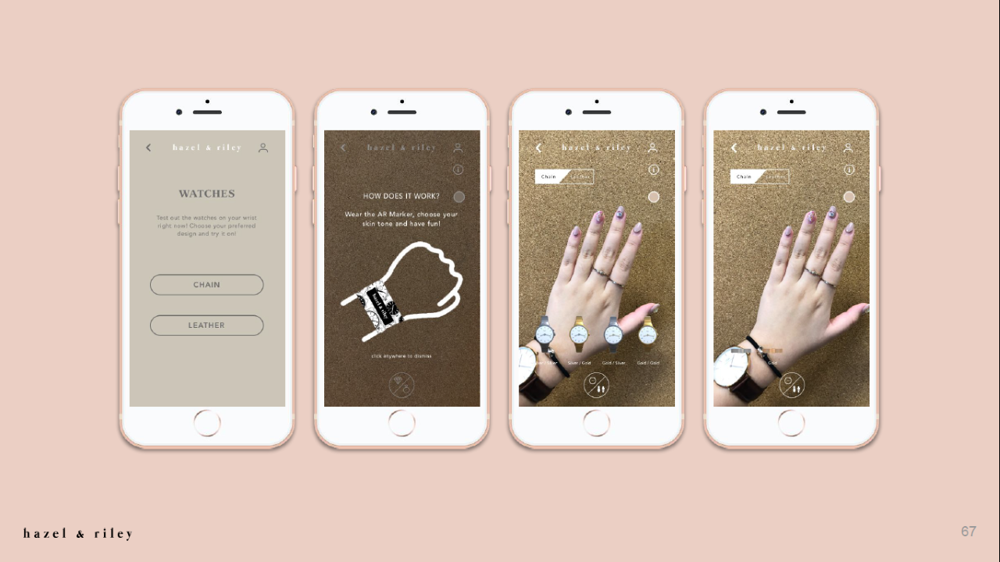 hazel & riley
WATCHES
Test out the watches on your wrist
right now! Choose your preferred
design and try it on!
CHAIN
LEATHER
hazel & riley
HOW DOES IT WORK?
Wear the AR Marker, choose your
skin tone and have fun!
hazel & riley
click anywhere to dismiss
hazel & riley
Chain Leather
Silver / Gold Gold / Silver Gold / Gold
hazel & riley
Chain Leather
Gold
hazel & riley
67